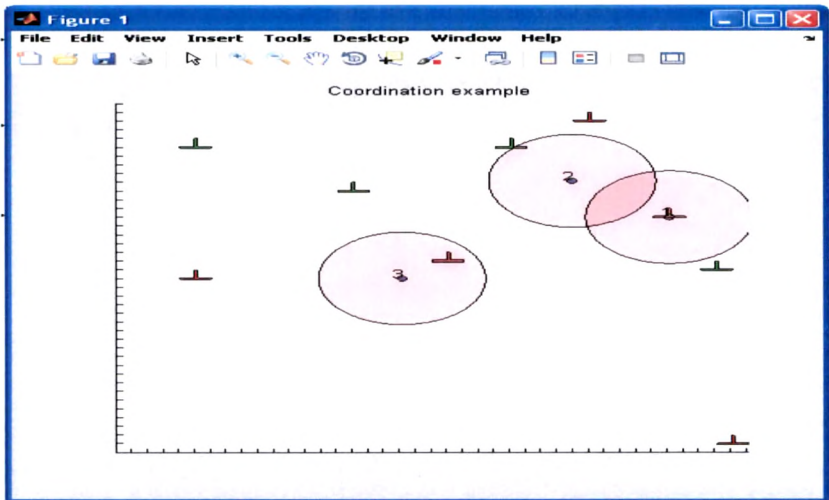 Figure 1
File Edit View Insert Tools Desktop Window Help
Coordination example
2
1
3